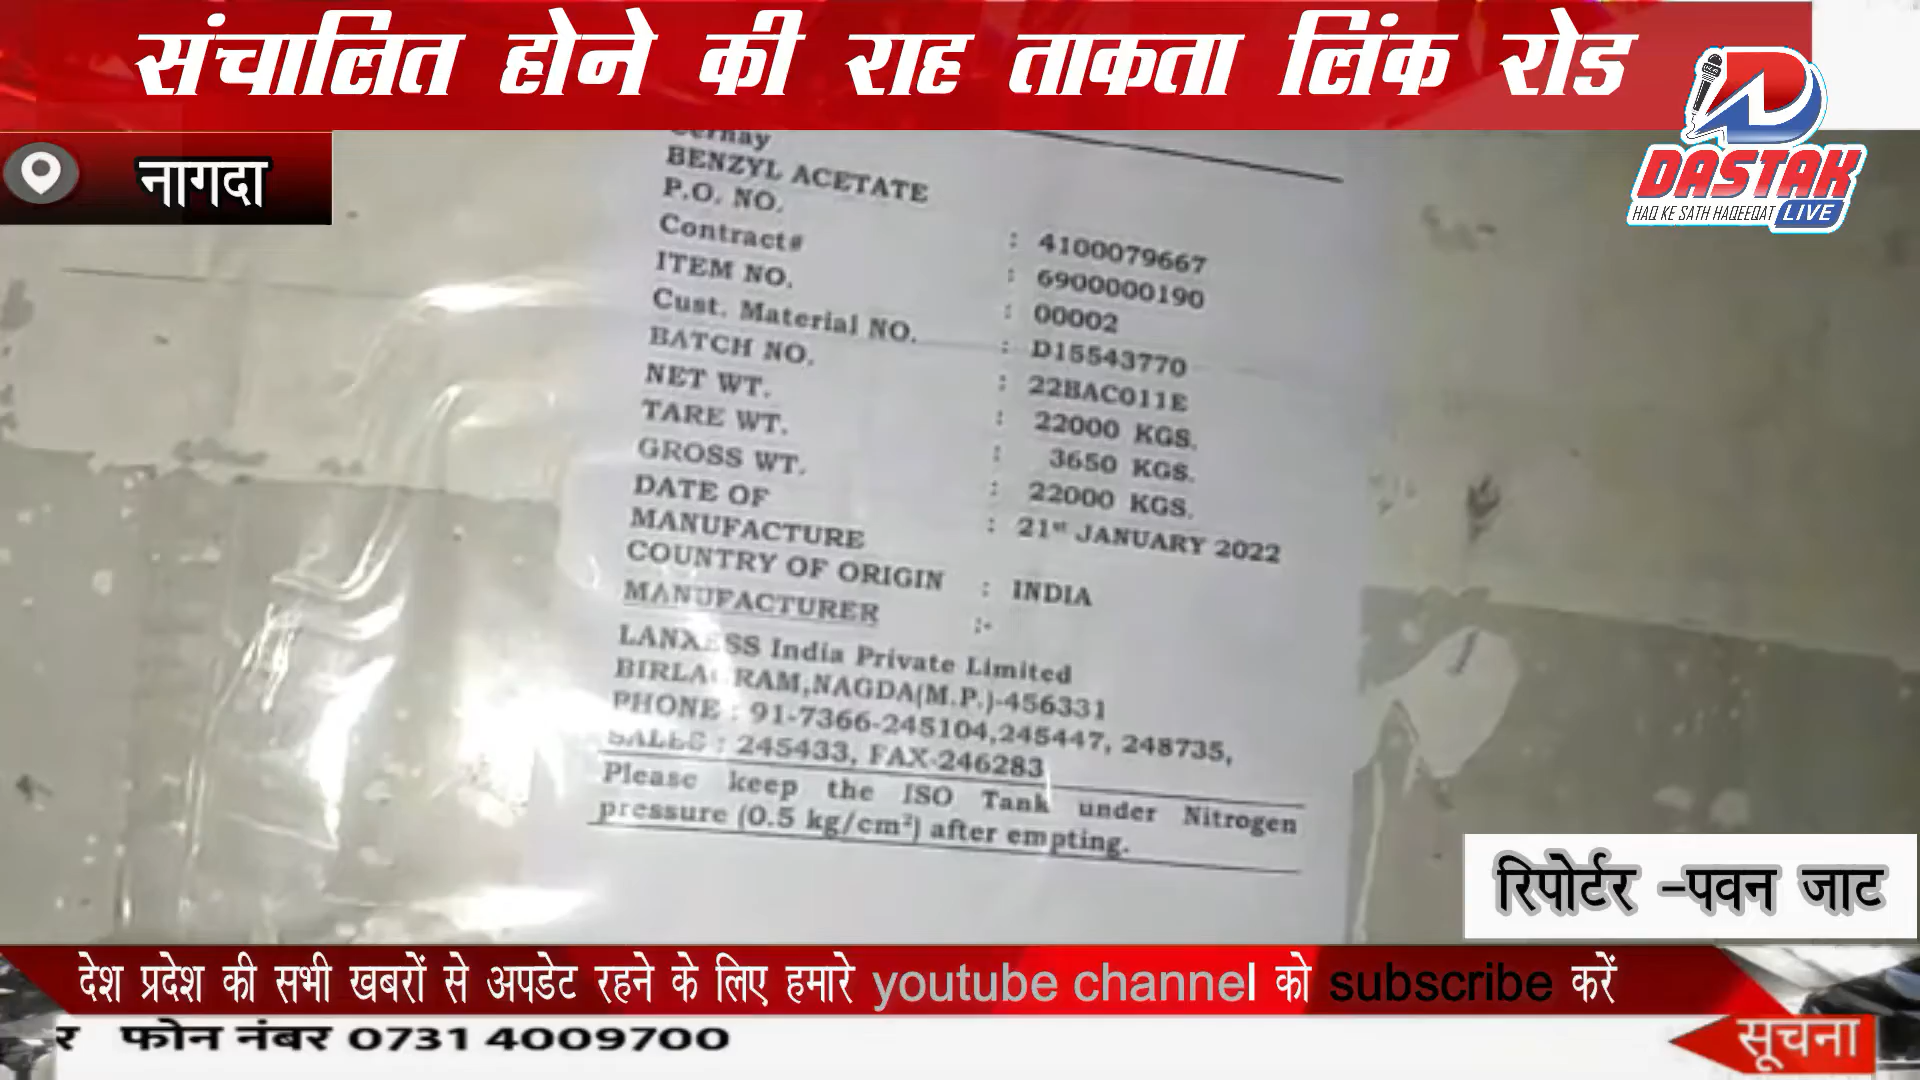 संचालित होने की राह ताकता लिंक रोड
DASTAK
HAQ KE SATH HAQEEQAT LIVE
नागदा
Cernay
BENZYL ACETATE
P.O. NO. : 4100079667
Contract# : 6900000190
ITEM NO. : 00002
Cust. Material NO. : D15543770
BATCH NO. : 22BAC011E
NET WT. : 22000 KGS.
TARE WT. : 3650 KGS.
GROSS WT. : 22000 KGS.
DATE OF
MANUFACTURE : 21st JANUARY 2022
COUNTRY OF ORIGIN : INDIA
MANUFACTURER :-
LANXESS India Private Limited
BIRLAGRAM,NAGDA(M.P.)-456331
PHONE : 91-7366-245104,245447, 248735,
SALES : 245433, FAX-246283
Please keep the ISO Tank under Nitrogen
pressure (0.5 kg/cm²) after empting.
रिपोर्टर -पवन जाट
देश प्रदेश की सभी खबरों से अपडेट रहने के लिए हमारे youtube channel को subscribe करें
फोन नंबर 0731 4009700
सूचना